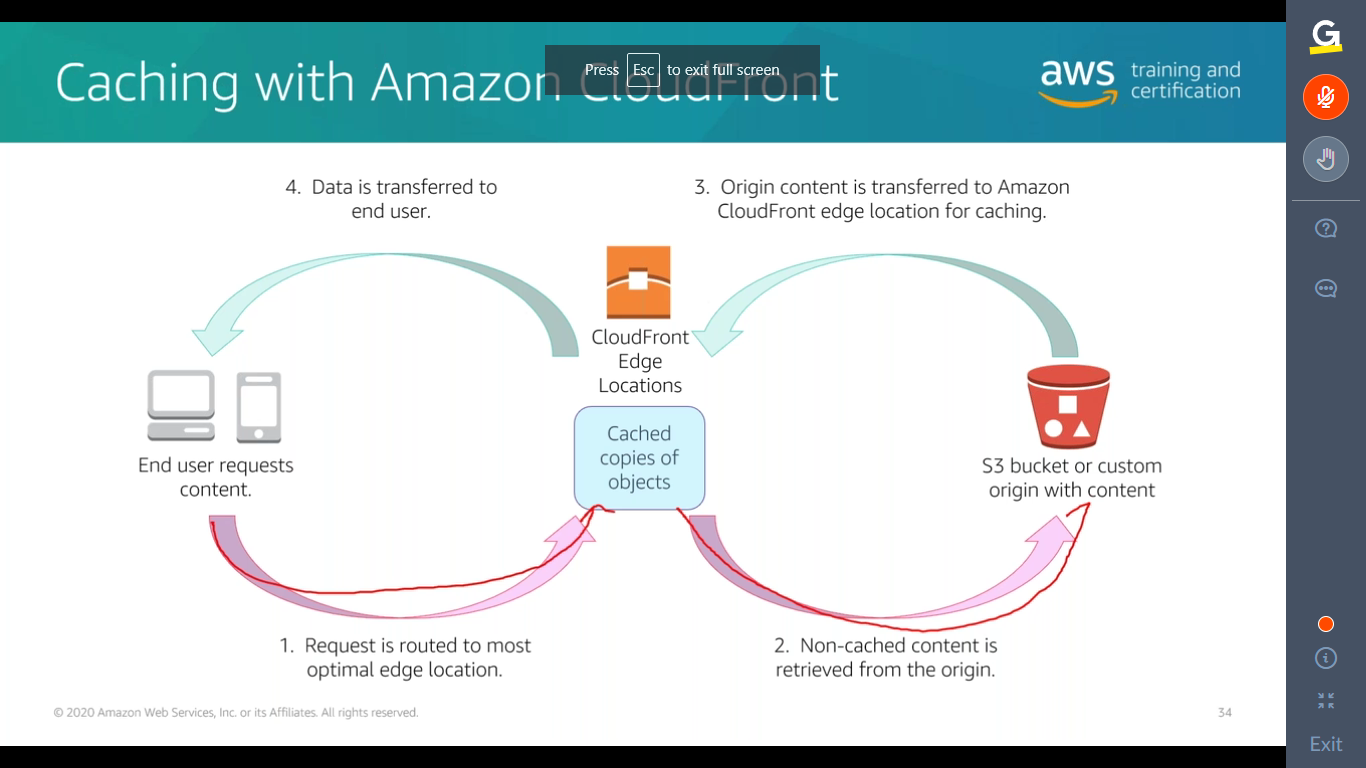 Caching with Amazon CloudFront
Press Esc to exit full screen
aws training and
certification
4. Data is transferred to
end user.
3. Origin content is transferred to Amazon
CloudFront edge location for caching.
CloudFront
Edge
Locations
Cached
copies of
objects
End user requests
content.
S3 bucket or custom
origin with content
1. Request is routed to most
optimal edge location.
2. Non-cached content is
retrieved from the origin.
© 2020 Amazon Web Services, Inc. or its Affiliates. All rights reserved.
34
G
Exit